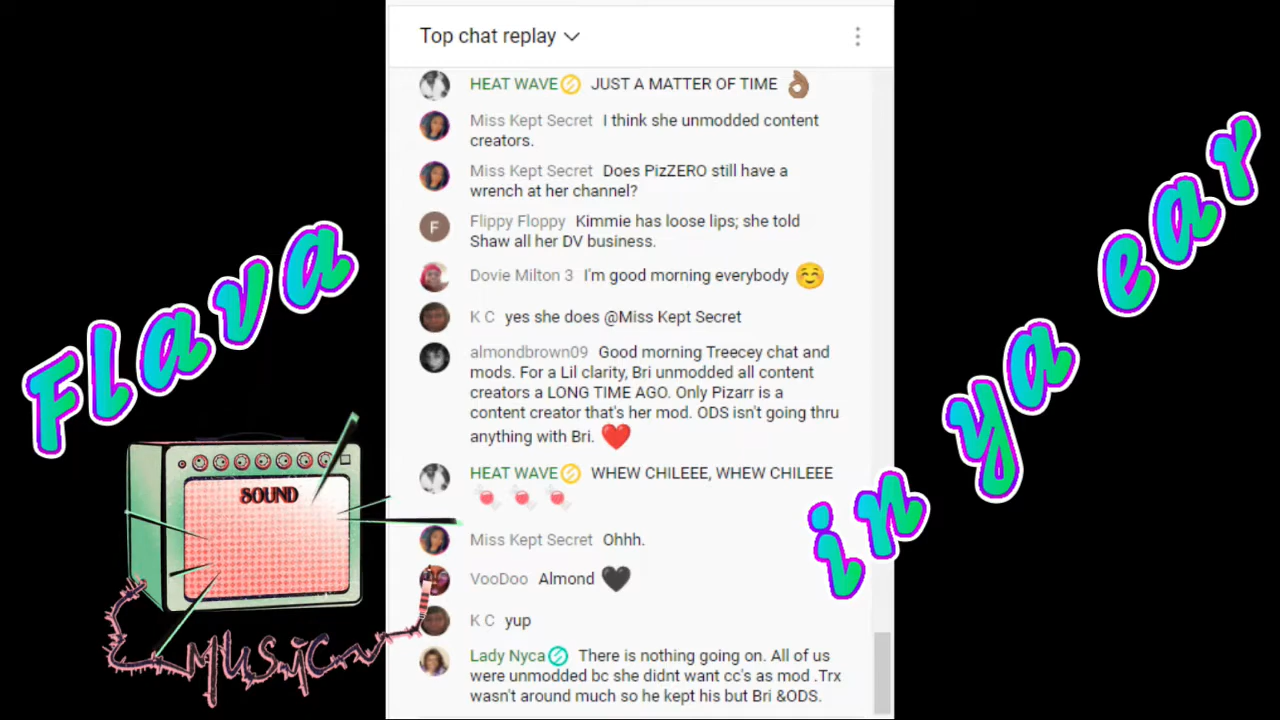 Top chat replay
HEAT WAVE JUST A MATTER OF TIME
Miss Kept Secret I think she unmodded content
creators.
Miss Kept Secret Does PizZERO still have a
wrench at her channel?
F
Flippy Floppy Kimmie has loose lips; she told
Shaw all her DV business.
Dovie Milton 3 I'm good morning everybody
K C yes she does @Miss Kept Secret
almondbrown09 Good morning Treecey chat and
mods. For a Lil clarity, Bri unmodded all content
creators a LONG TIME AGO. Only Pizarr is a
content creator that's her mod. ODS isn't going thru
anything with Bri.
HEAT WAVE WHEW CHILEEE, WHEW CHILEEE
Miss Kept Secret Ohhh.
VooDoo Almond
K C yup
Lady Nyca There is nothing going on. All of us
were unmodded bc she didnt want cc's as mod .Trx
wasn't around much so he kept his but Bri &ODS.
Flava
in ya ear
SOUND
MUSIC